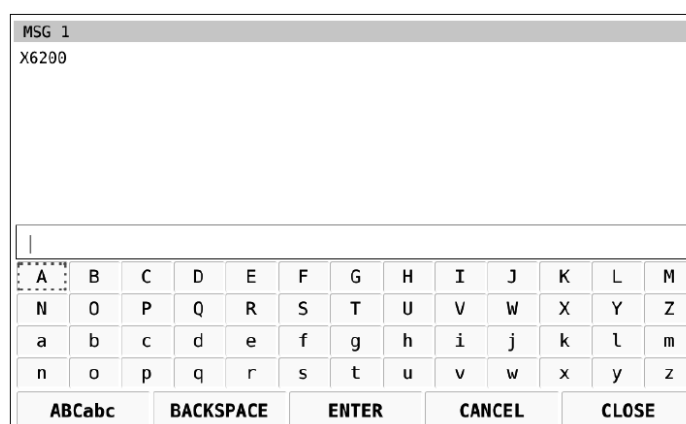 MSG 1
X6200
A B C D E F G H I J K L M
N O P Q R S T U V W X Y Z
a b c d e f g h i j k l m
n o p q r s t u v w x y z
ABCabc BACKSPACE ENTER CANCEL CLOSE